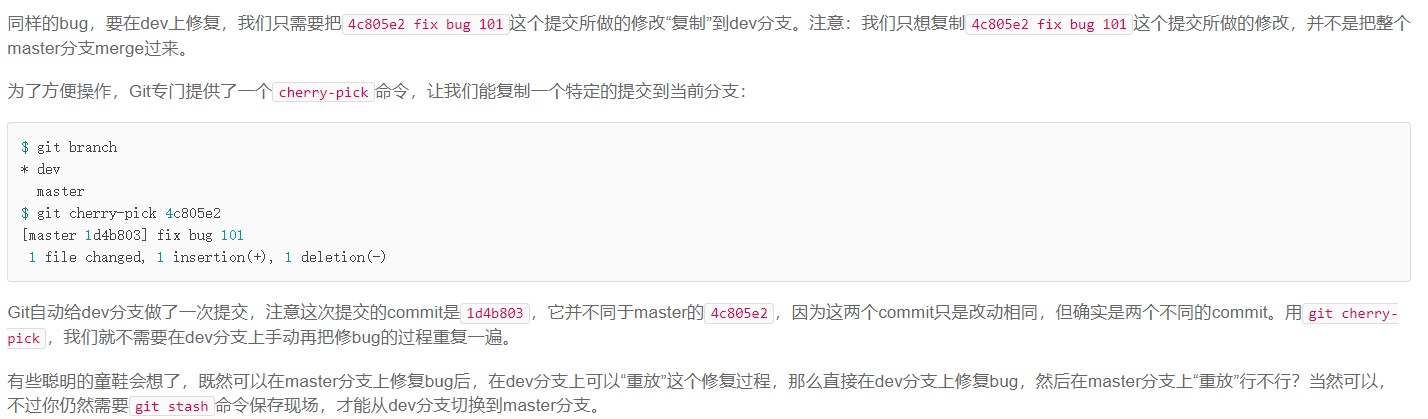 同样的bug，要在dev上修复，我们只需要把4c805e2 fix bug 101这个提交所做的修改“复制”到dev分支。注意：我们只想复制4c805e2 fix bug 101这个提交所做的修改，并不是把整个
master分支merge过来。
为了方便操作，Git专门提供了一个cherry-pick命令，让我们能复制一个特定的提交到当前分支：
$ git branch
* dev
  master
$ git cherry-pick 4c805e2
[master 1d4b803] fix bug 101
 1 file changed, 1 insertion(+), 1 deletion(-)
Git自动给dev分支做了一次提交，注意这次提交的commit是1d4b803，它并不同于master的4c805e2，因为这两个commit只是改动相同，但确实是两个不同的commit。用git cherry-
pick，我们就不需要在dev分支上手动再把修bug的过程重复一遍。
有些聪明的童鞋会想了，既然可以在master分支上修复bug后，在dev分支上可以“重放”这个修复过程，那么直接在dev分支上修复bug，然后在master分支上“重放”行不行？当然可以，
不过你仍然需要git stash命令保存现场，才能从dev分支切换到master分支。